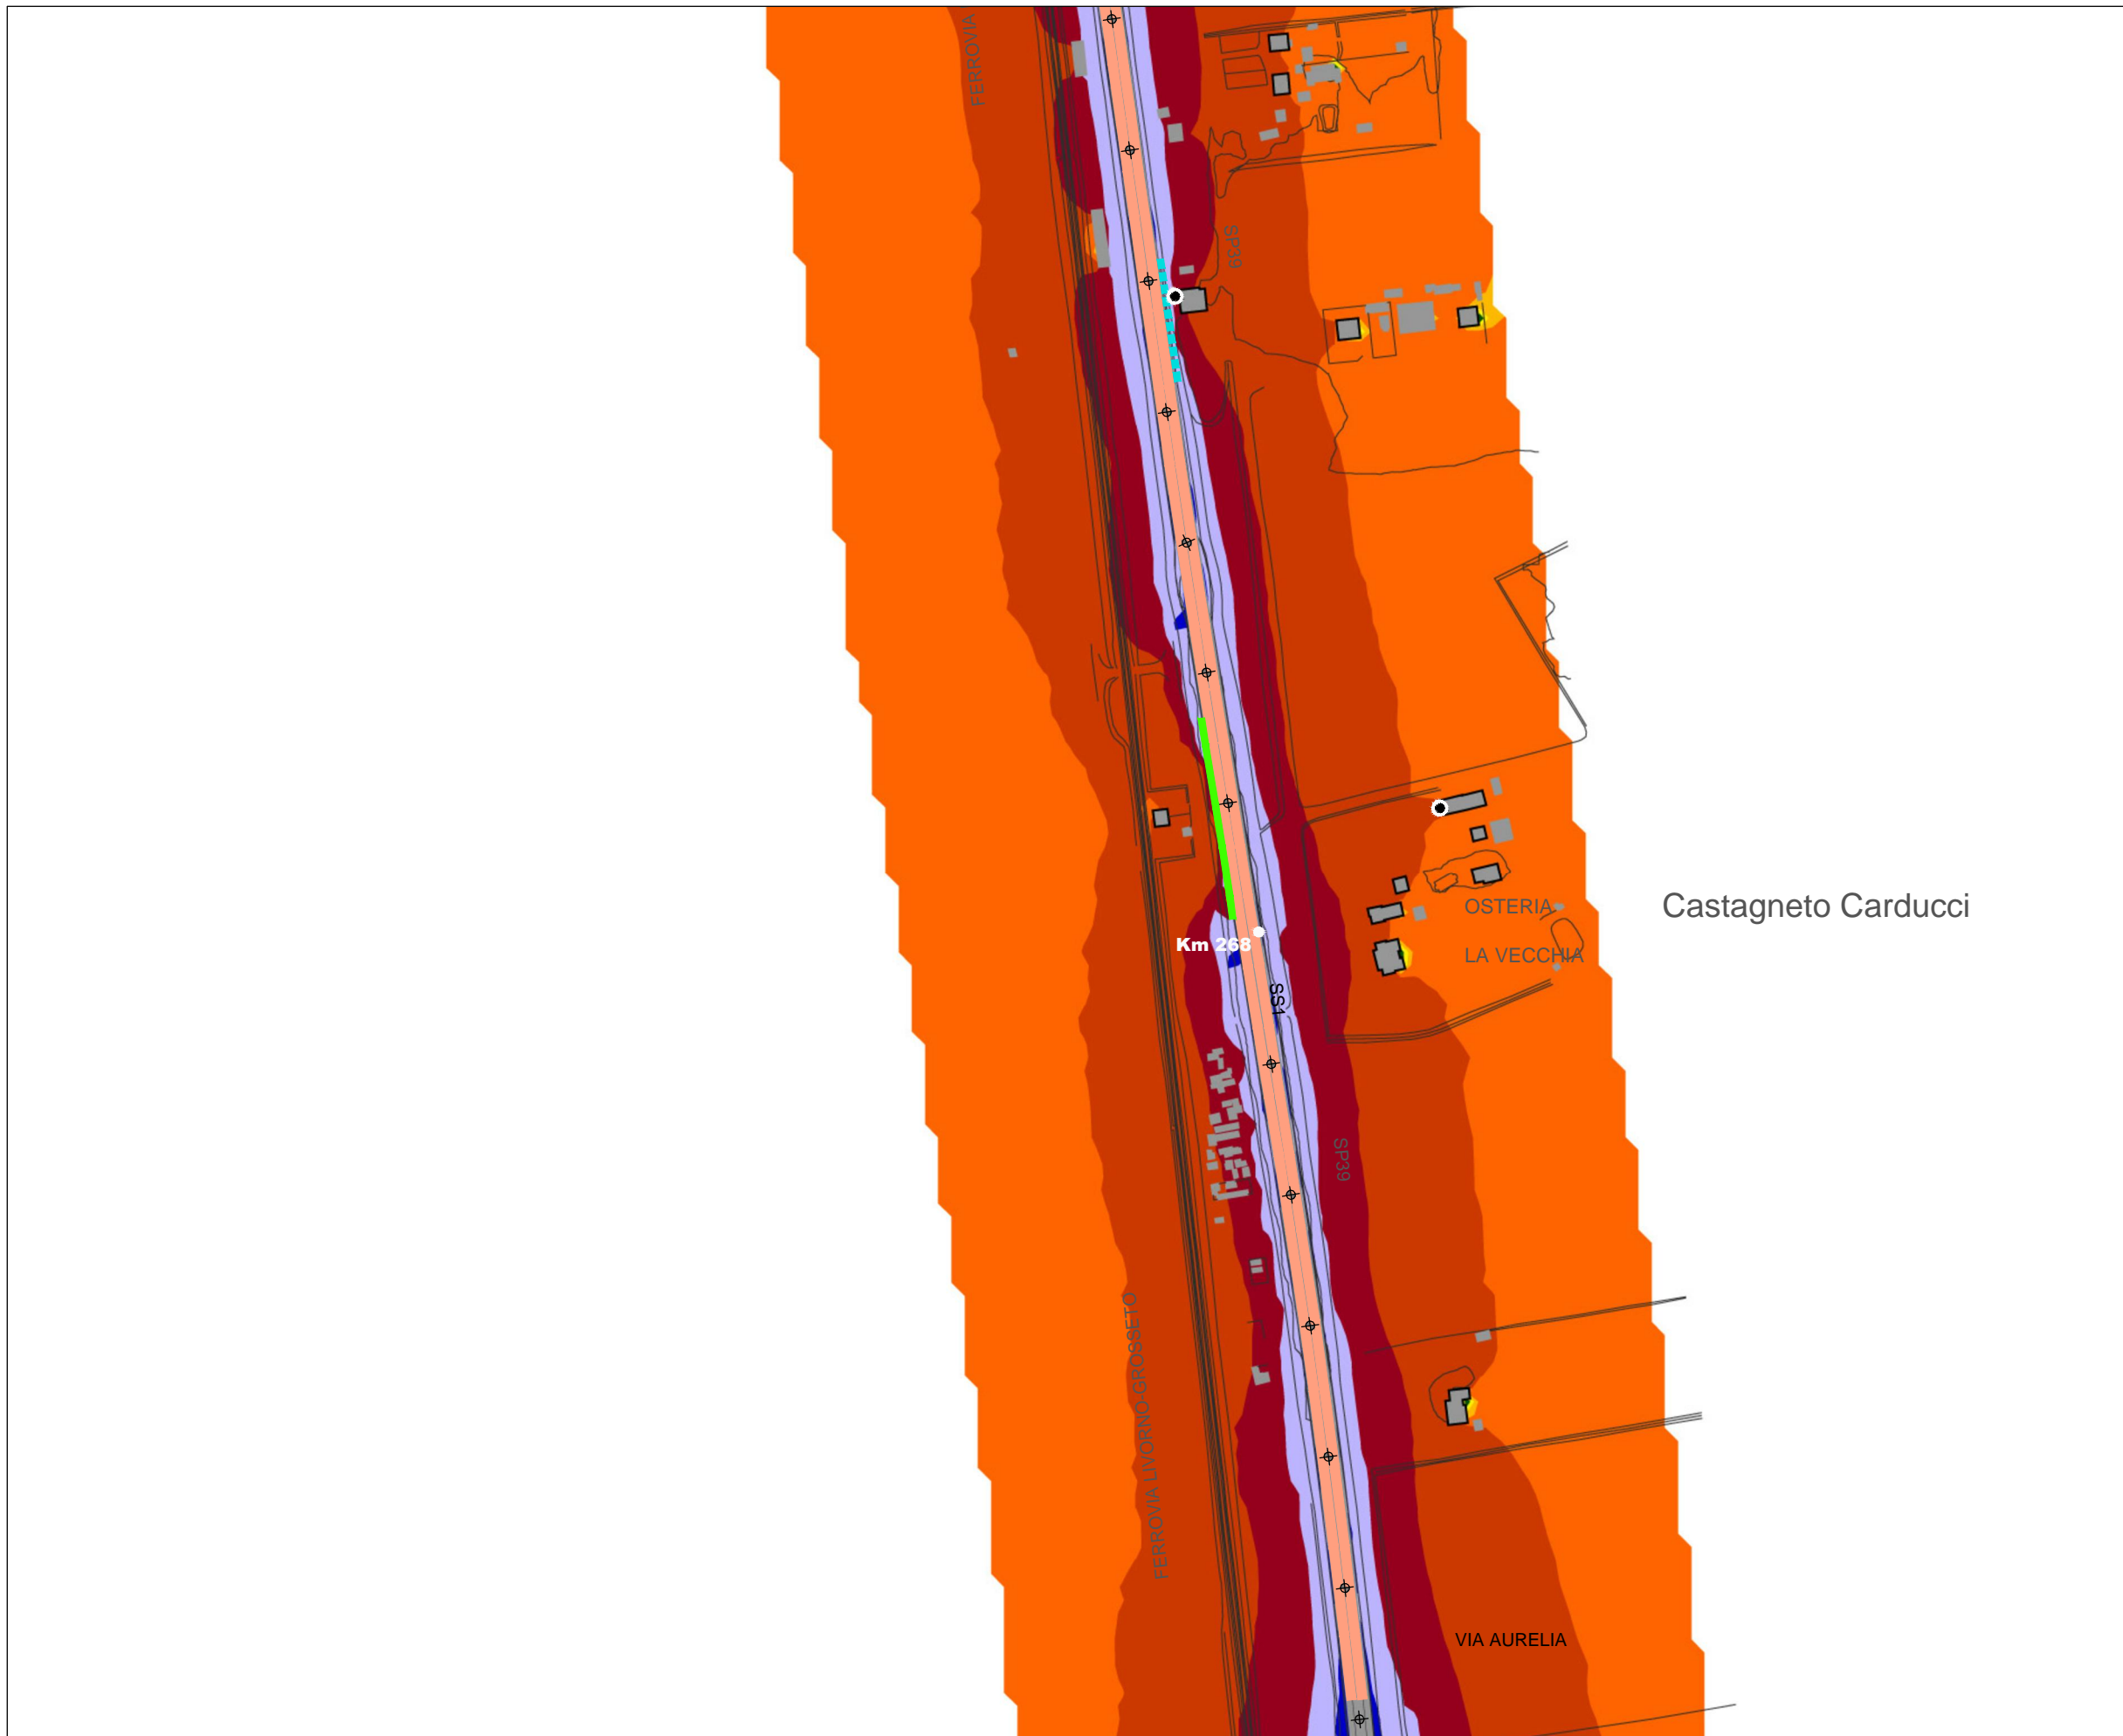 FERROVIA
SP39
OSTERIA
Castagneto Carducci
Km 268
LA VECCHIA
SS1
SP39
FERROVIA LIVORNO-GROSSETO
VIA AURELIA